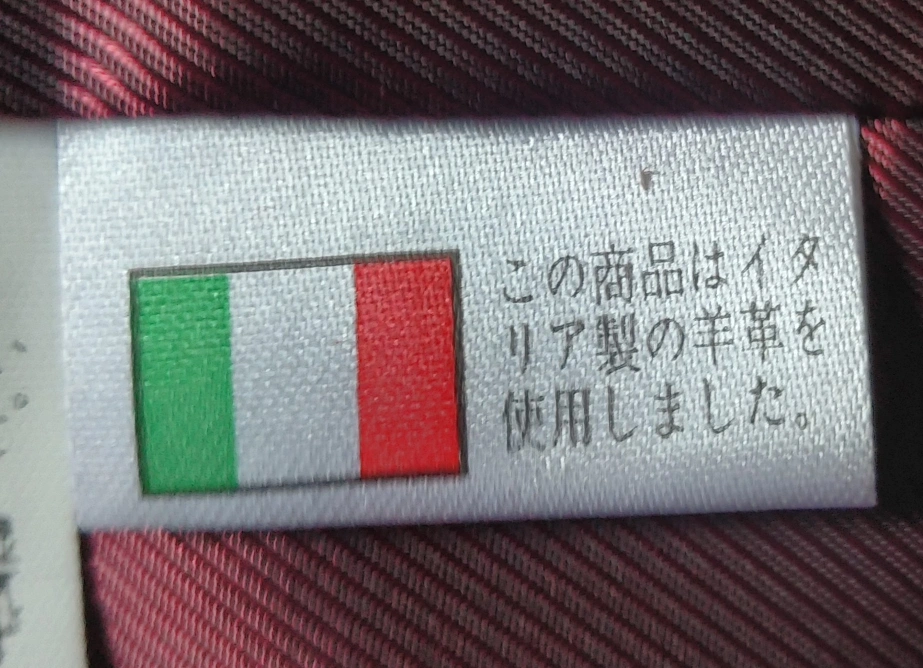 この商品はイタ
リア製の羊革を
使用しました。